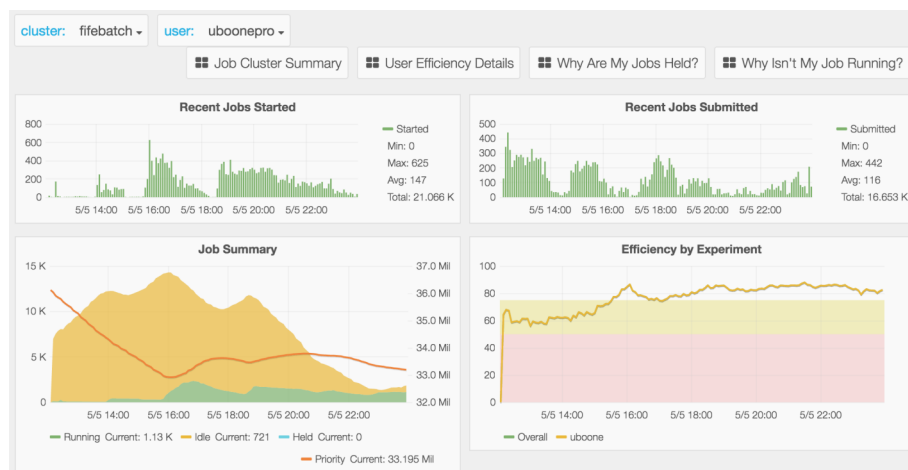 cluster: fifebatch user: uboonepro
Job Cluster Summary User Efficiency Details Why Are My Jobs Held? Why Isn't My Job Running?
Recent Jobs Started
800
600
400
200
0
5/5 14:00 5/5 16:00 5/5 18:00 5/5 20:00 5/5 22:00
Started
Min: 0
Max: 625
Avg: 147
Total: 21.066 K
Recent Jobs Submitted
500
400
300
200
100
0
5/5 14:00 5/5 16:00 5/5 18:00 5/5 20:00 5/5 22:00
Submitted
Min: 0
Max: 442
Avg: 116
Total: 16.653 K
Job Summary
15 K
10 K
5 K
0
37.0 Mil
36.0 Mil
35.0 Mil
34.0 Mil
33.0 Mil
32.0 Mil
5/5 14:00 5/5 16:00 5/5 18:00 5/5 20:00 5/5 22:00
Running Current: 1.13 K Idle Current: 721 Held Current: 0
Priority Current: 33.195 Mil
Efficiency by Experiment
100
80
60
40
20
0
5/5 14:00 5/5 16:00 5/5 18:00 5/5 20:00 5/5 22:00
Overall uboone